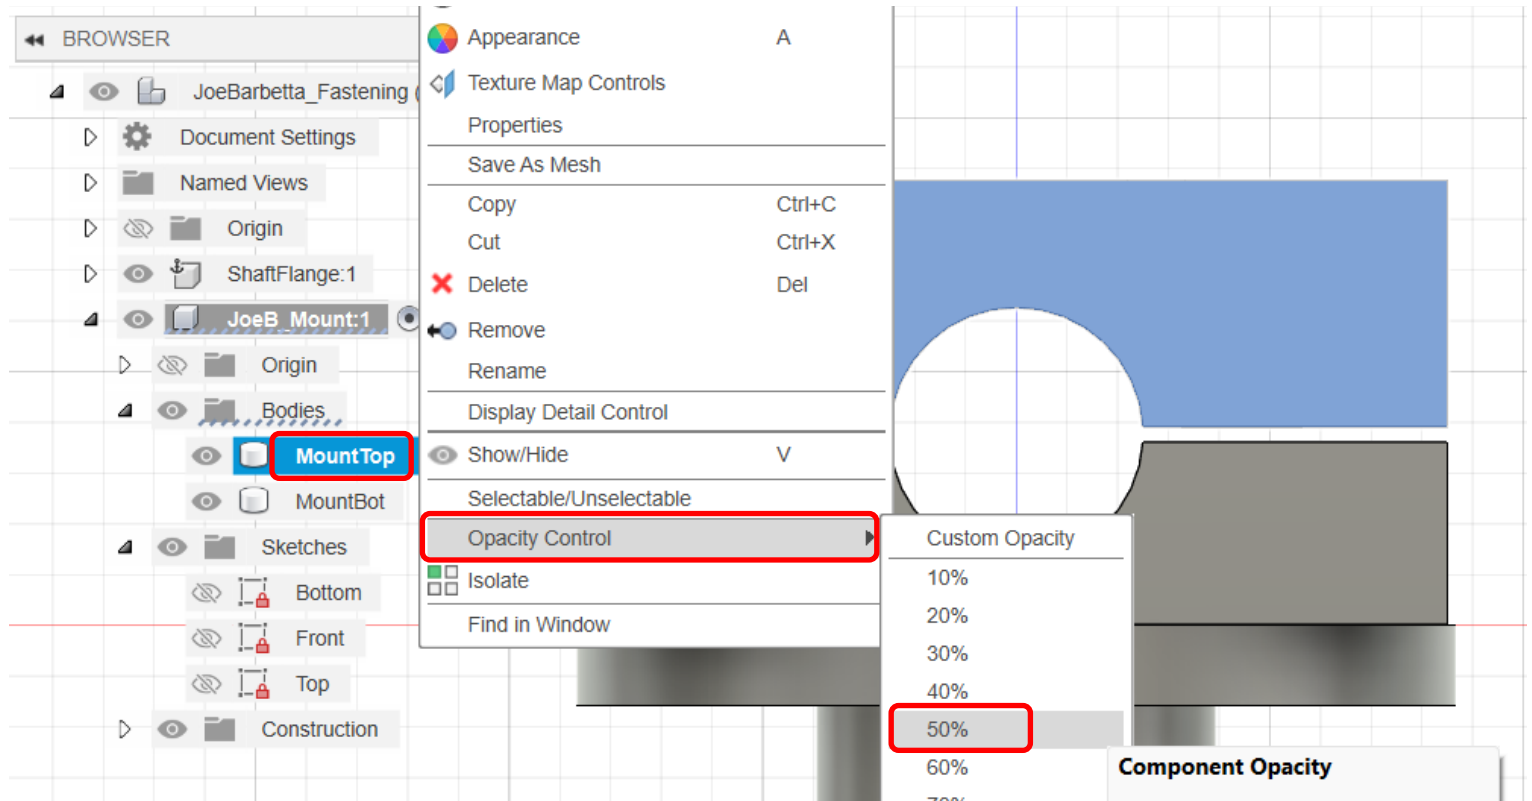 BROWSER
JoeBarbetta_Fastening (
Document Settings
Named Views
Origin
ShaftFlange:1
JoeB_Mount:1
Origin
Bodies
MountTop
MountBot
Sketches
Bottom
Front
Top
Construction
Appearance A
Texture Map Controls
Properties
Save As Mesh
Copy Ctrl+C
Cut Ctrl+X
Delete Del
Remove
Rename
Display Detail Control
Show/Hide V
Selectable/Unselectable
Opacity Control
Isolate
Find in Window
Custom Opacity
10%
20%
30%
40%
50%
60%
70%
Component Opacity